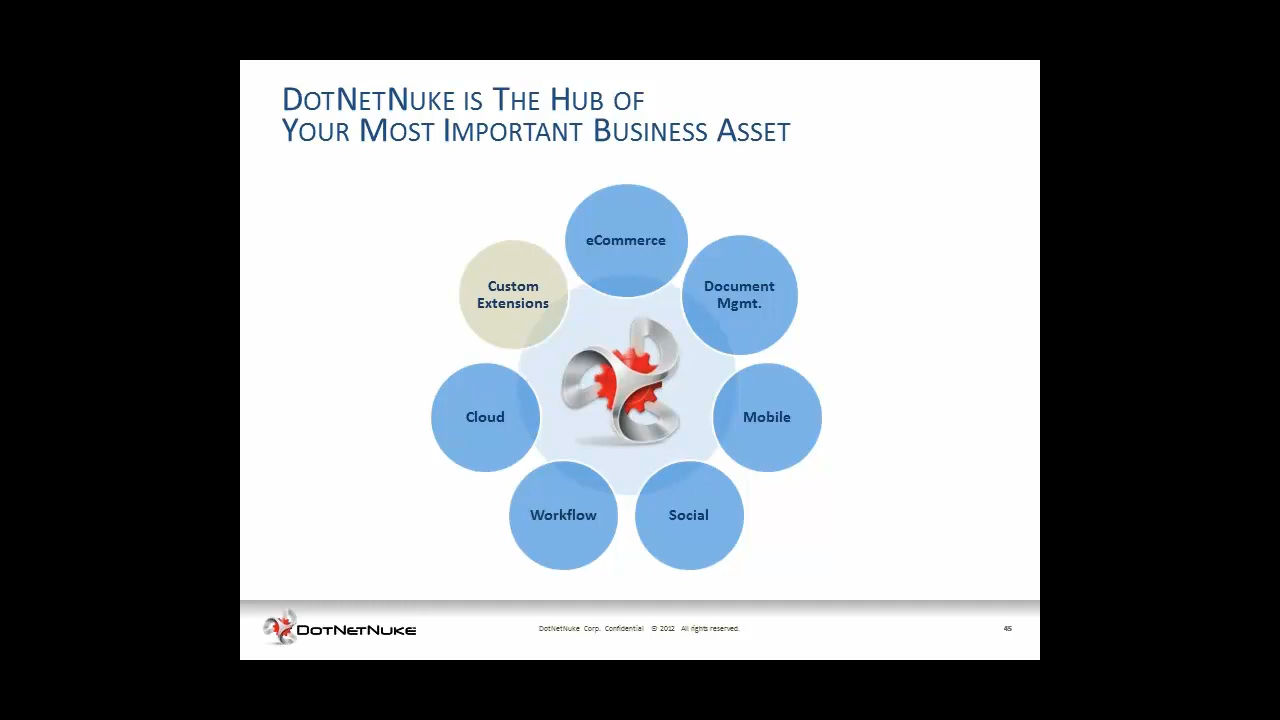 DOTNETNUKE IS THE HUB OF
YOUR MOST IMPORTANT BUSINESS ASSET
eCommerce
Document
Mgmt.
Mobile
Social
Workflow
Cloud
Custom
Extensions
DOTNETNUKE
DotNetNuke Corp. Confidential © 2012 All rights reserved.
45